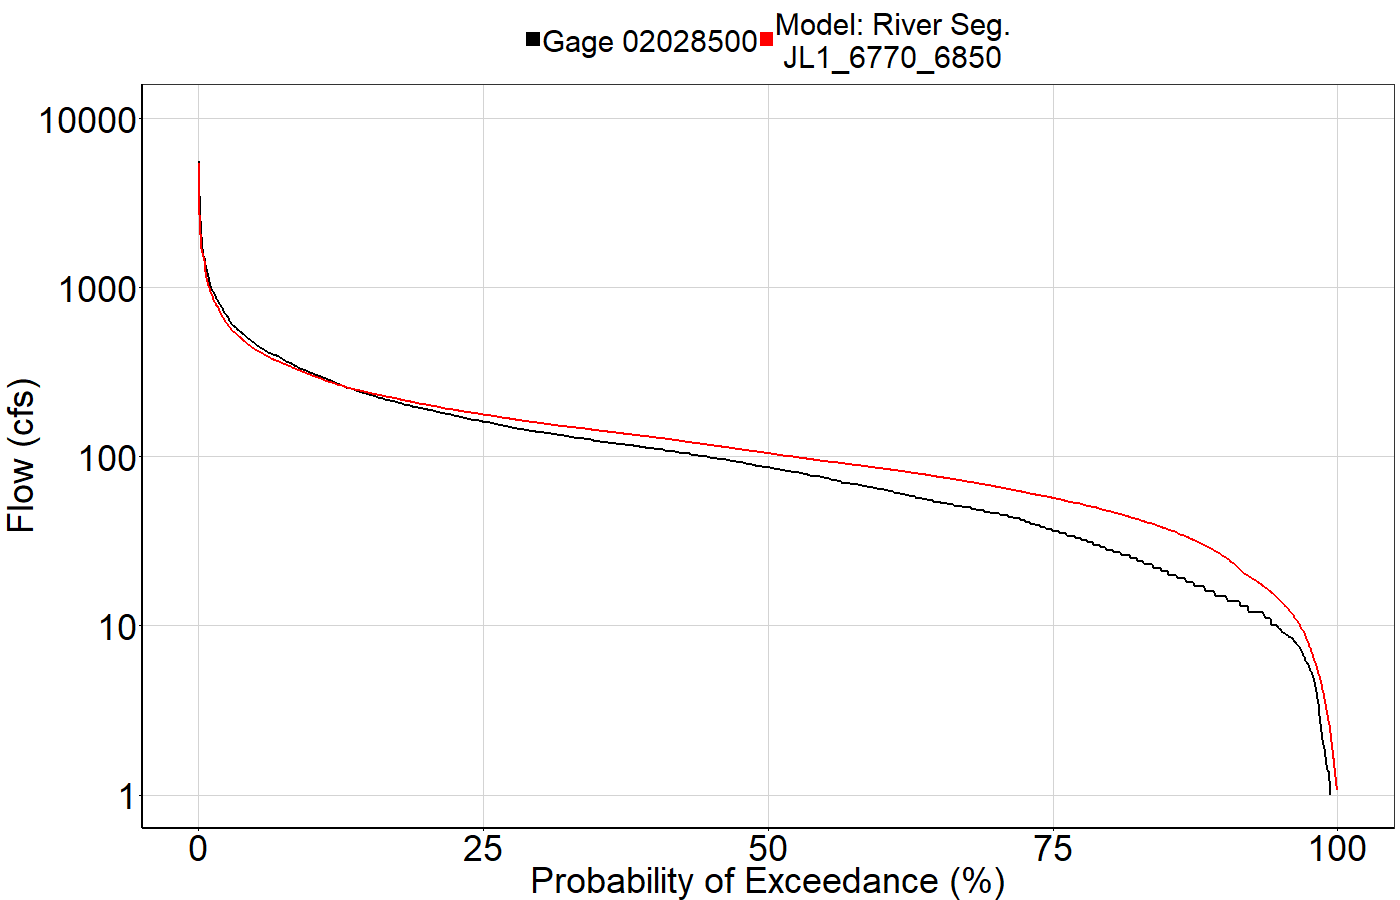 Gage 02028500
Model: River Seg.
JL1_6770_6850
10000
1000
100
10
1
Flow (cfs)
0 25 50 75 100
Probability of Exceedance (%)